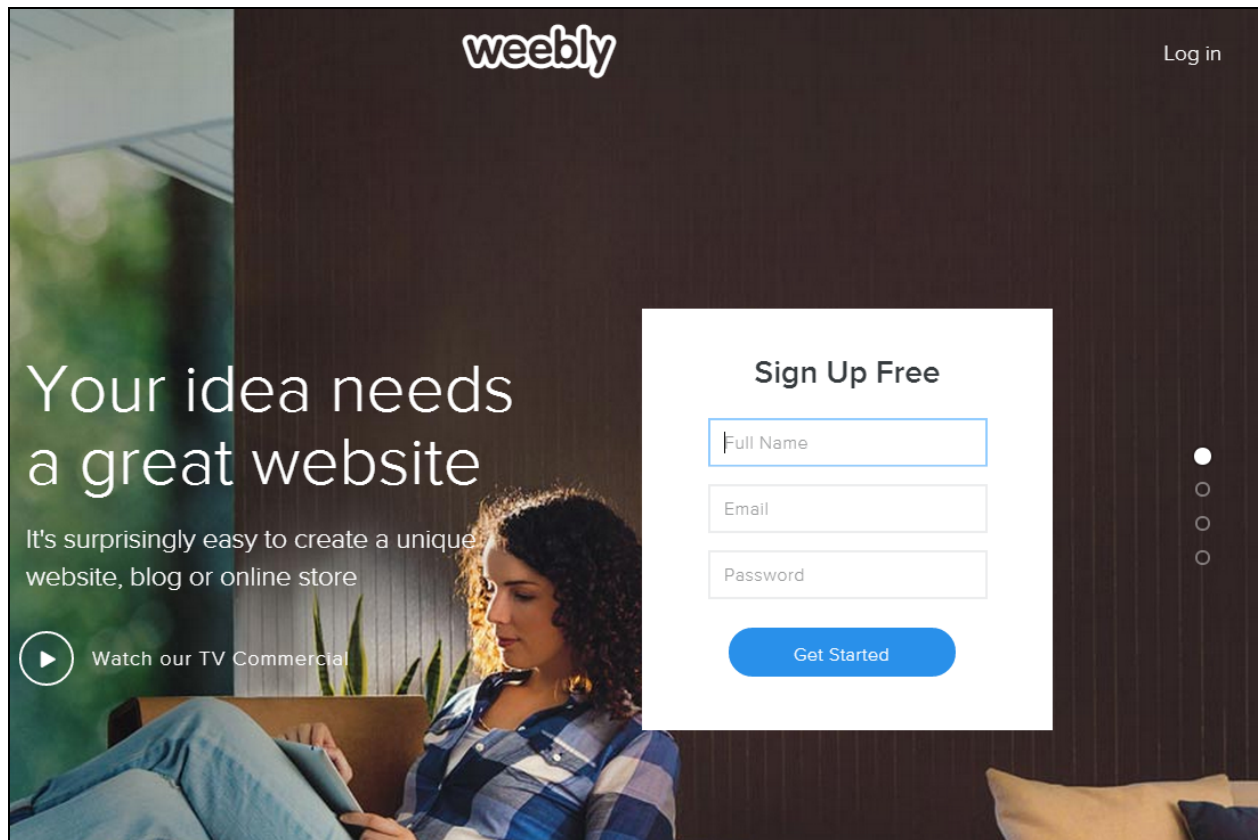 weebly
Log in
Your idea needs
a great website
It's surprisingly easy to create a unique
website, blog or online store
Watch our TV Commercial
Sign Up Free
Full Name
Email
Password
Get Started